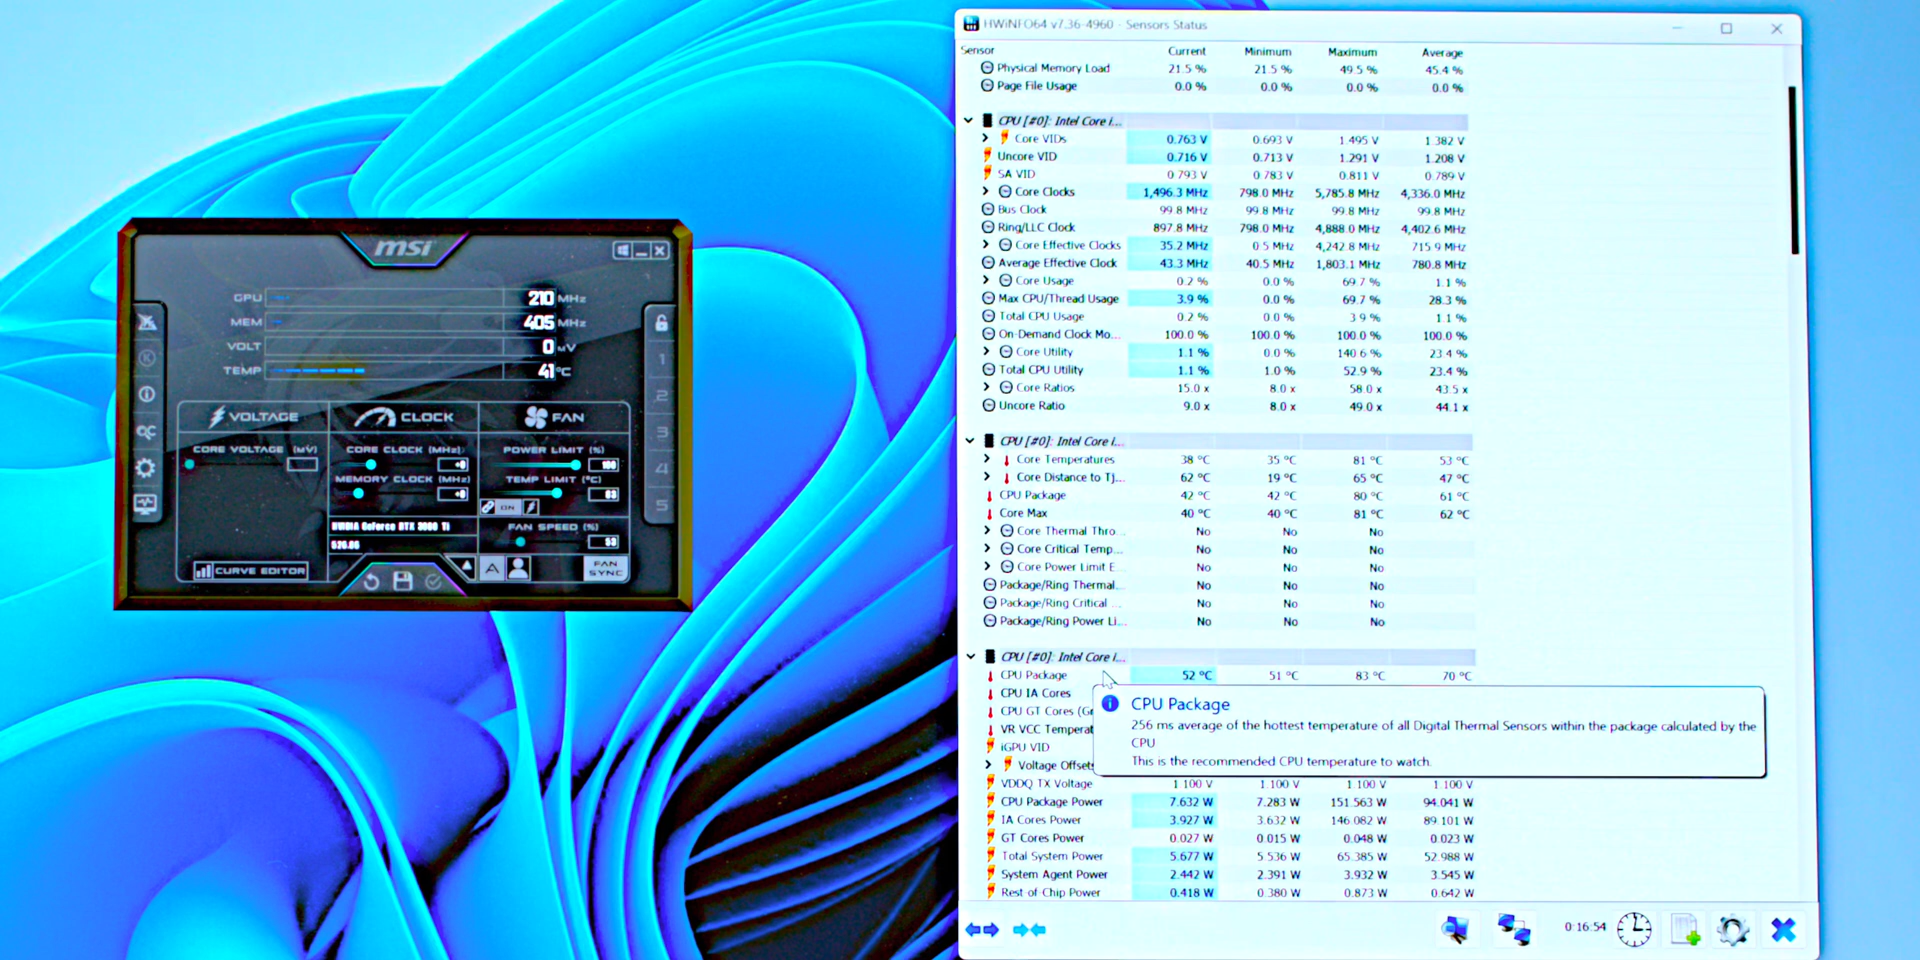 msi
GPU 210 MHz
MEM 405 MHz
VOLT 0 MV
TEMP 41 °C
VOLTAGE CLOCK FAN
CORE VOLTAGE (MV) CORE CLOCK (MHz) +0 POWER LIMIT (%) 100
MEMORY CLOCK (MHz) +0 TEMP LIMIT (°C) 83
ON
NVIDIA GeForce RTX 3080 Ti FAN SPEED (%) 53
526.86
CURVE EDITOR A FAN SYNC
K
OC
1
2
3
4
5
HWiNFO64 v7.36-4960 - Sensors Status
Sensor Current Minimum Maximum Average
Physical Memory Load 21.5 % 21.5 % 49.5 % 45.4 %
Page File Usage 0.0 % 0.0 % 0.0 % 0.0 %
CPU [#0]: Intel Core i...
Core VIDs 0.763 V 0.693 V 1.495 V 1.382 V
Uncore VID 0.716 V 0.713 V 1.291 V 1.208 V
SA VID 0.793 V 0.783 V 0.811 V 0.789 V
Core Clocks 1,496.3 MHz 798.0 MHz 5,785.8 MHz 4,336.0 MHz
Bus Clock 99.8 MHz 99.8 MHz 99.8 MHz 99.8 MHz
Ring/LLC Clock 897.8 MHz 798.0 MHz 4,888.0 MHz 4,402.6 MHz
Core Effective Clocks 35.2 MHz 0.5 MHz 4,242.8 MHz 715.9 MHz
Average Effective Clock 43.3 MHz 40.5 MHz 1,803.1 MHz 780.8 MHz
Core Usage 0.2 % 0.0 % 69.7 % 1.1 %
Max CPU/Thread Usage 3.9 % 0.0 % 69.7 % 28.3 %
Total CPU Usage 0.2 % 0.0 % 3.9 % 1.1 %
On-Demand Clock Mo... 100.0 % 100.0 % 100.0 % 100.0 %
Core Utility 1.1 % 0.0 % 140.6 % 23.4 %
Total CPU Utility 1.1 % 1.0 % 52.9 % 23.4 %
Core Ratios 15.0 x 8.0 x 58.0 x 43.5 x
Uncore Ratio 9.0 x 8.0 x 49.0 x 44.1 x
CPU [#0]: Intel Core i...
Core Temperatures 38 °C 35 °C 81 °C 53 °C
Core Distance to Tj... 62 °C 19 °C 65 °C 47 °C
CPU Package 42 °C 42 °C 80 °C 61 °C
Core Max 40 °C 40 °C 81 °C 62 °C
Core Thermal Thro... No No No
Core Critical Temp... No No No
Core Power Limit E... No No No
Package/Ring Thermal... No No No
Package/Ring Critical ... No No No
Package/Ring Power Li... No No No
CPU [#0]: Intel Core i...
CPU Package 52 °C 51 °C 83 °C 70 °C
CPU IA Cores
CPU GT Cores (Gr
VR VCC Temperat
iGPU VID
Voltage Offsets
CPU Package
256 ms average of the hottest temperature of all Digital Thermal Sensors within the package calculated by the
CPU
This is the recommended CPU temperature to watch.
VDDQ TX Voltage 1.100 V 1.100 V 1.100 V 1.100 V
CPU Package Power 7.632 W 7.283 W 151.563 W 94.041 W
IA Cores Power 3.927 W 3.632 W 146.082 W 89.101 W
GT Cores Power 0.027 W 0.015 W 0.048 W 0.023 W
Total System Power 5.677 W 5.536 W 65.385 W 52.988 W
System Agent Power 2.442 W 2.391 W 3.932 W 3.545 W
Rest of Chip Power 0.418 W 0.380 W 0.873 W 0.642 W
0:16:54